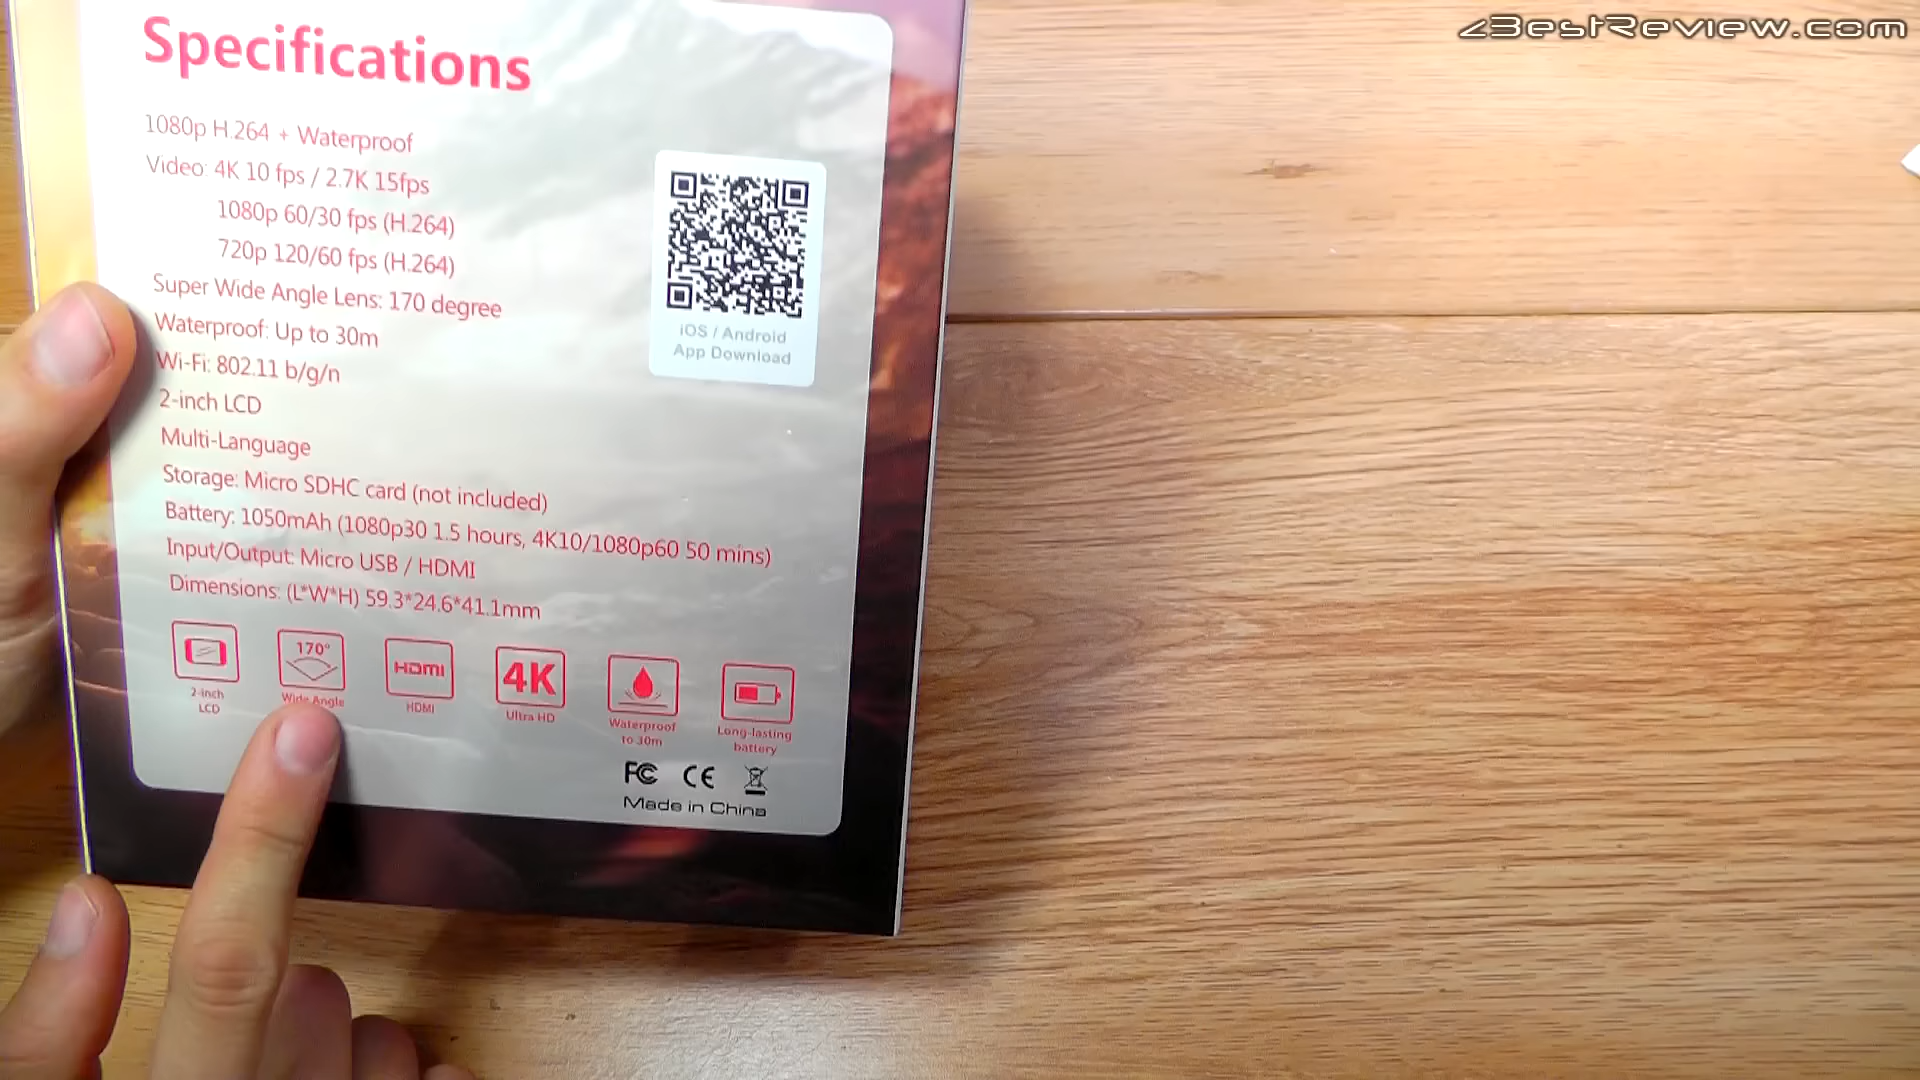 zBestReview.com
Specifications
1080p H.264 + Waterproof
Video: 4K 10 fps / 2.7K 15fps
1080p 60/30 fps (H.264)
720p 120/60 fps (H.264)
Super Wide Angle Lens: 170 degree
Waterproof: Up to 30m
Wi-Fi: 802.11 b/g/n
2-inch LCD
Multi-Language
Storage: Micro SDHC card (not included)
Battery: 1050mAh (1080p30 1.5 hours, 4K10/1080p60 50 mins)
Input/Output: Micro USB / HDMI
Dimensions: (L*W*H) 59.3*24.6*41.1mm
iOS / Android
App Download
170°
Wide Angle
2-inch
LCD
HDMI
HDMI
4K
Ultra HD
Waterproof
to 30m
Long-lasting
battery
FC CE
Made in China